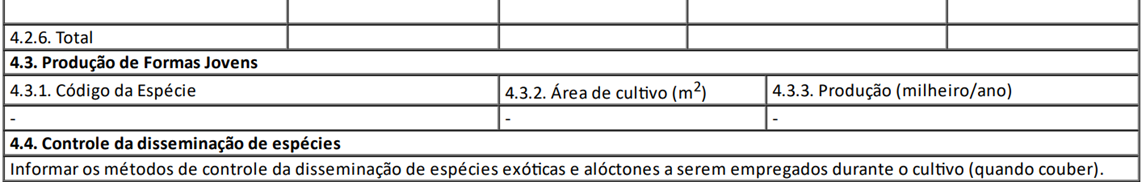 4.2.6. Total
4.3. Produção de Formas Jovens
4.3.1. Código da Espécie 4.3.2. Área de cultivo (m²) 4.3.3. Produção (milheiro/ano)
- - -
4.4. Controle da disseminação de espécies
Informar os métodos de controle da disseminação de espécies exóticas e alóctones a serem empregados durante o cultivo (quando couber).